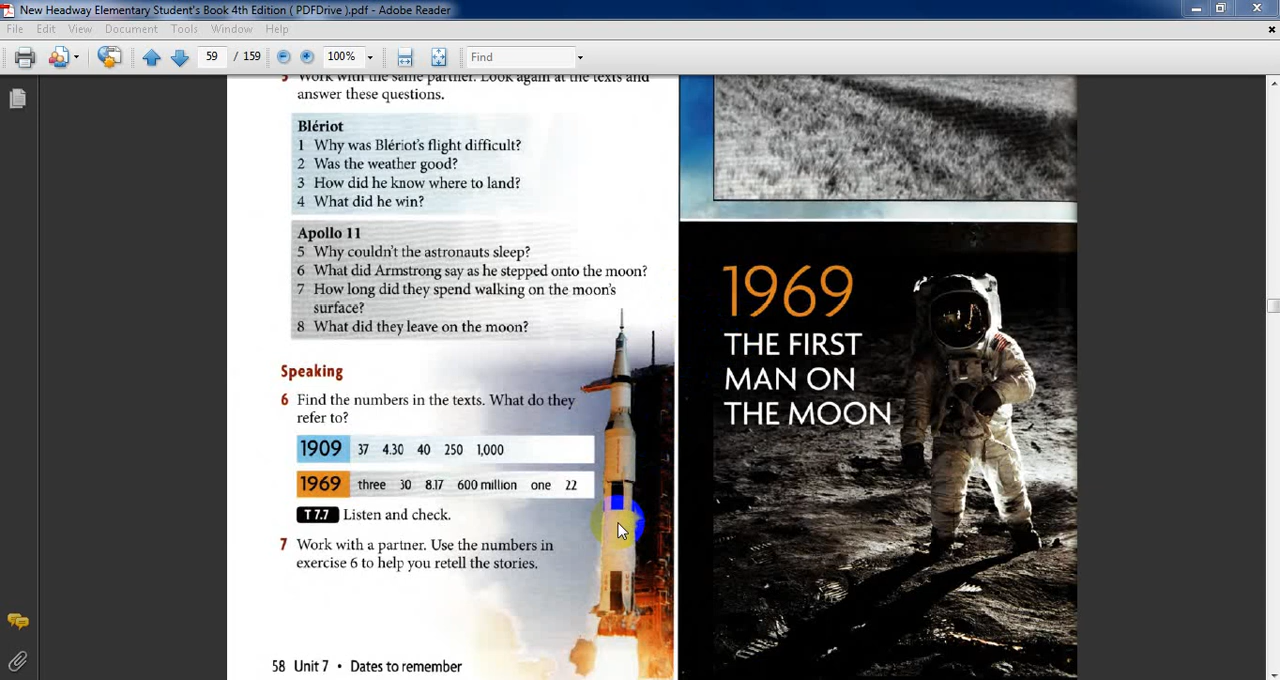 New Headway Elementary Student's Book 4th Edition ( PDFDrive ).pdf - Adobe Reader
File Edit View Document Tools Window Help
59 / 159 100% Find
5 Work with the same partner. Look again at the texts and
answer these questions.
Blériot
1 Why was Blériot's flight difficult?
2 Was the weather good?
3 How did he know where to land?
4 What did he win?
Apollo 11
5 Why couldn't the astronauts sleep?
6 What did Armstrong say as he stepped onto the moon?
7 How long did they spend walking on the moon's
surface?
8 What did they leave on the moon?
Speaking
6 Find the numbers in the texts. What do they
refer to?
1909 37 4.30 40 250 1,000
1969 three 30 8.17 600 million one 22
T 7.7 Listen and check.
7 Work with a partner. Use the numbers in
exercise 6 to help you retell the stories.
58 Unit 7 • Dates to remember
1969
THE FIRST
MAN ON
THE MOON